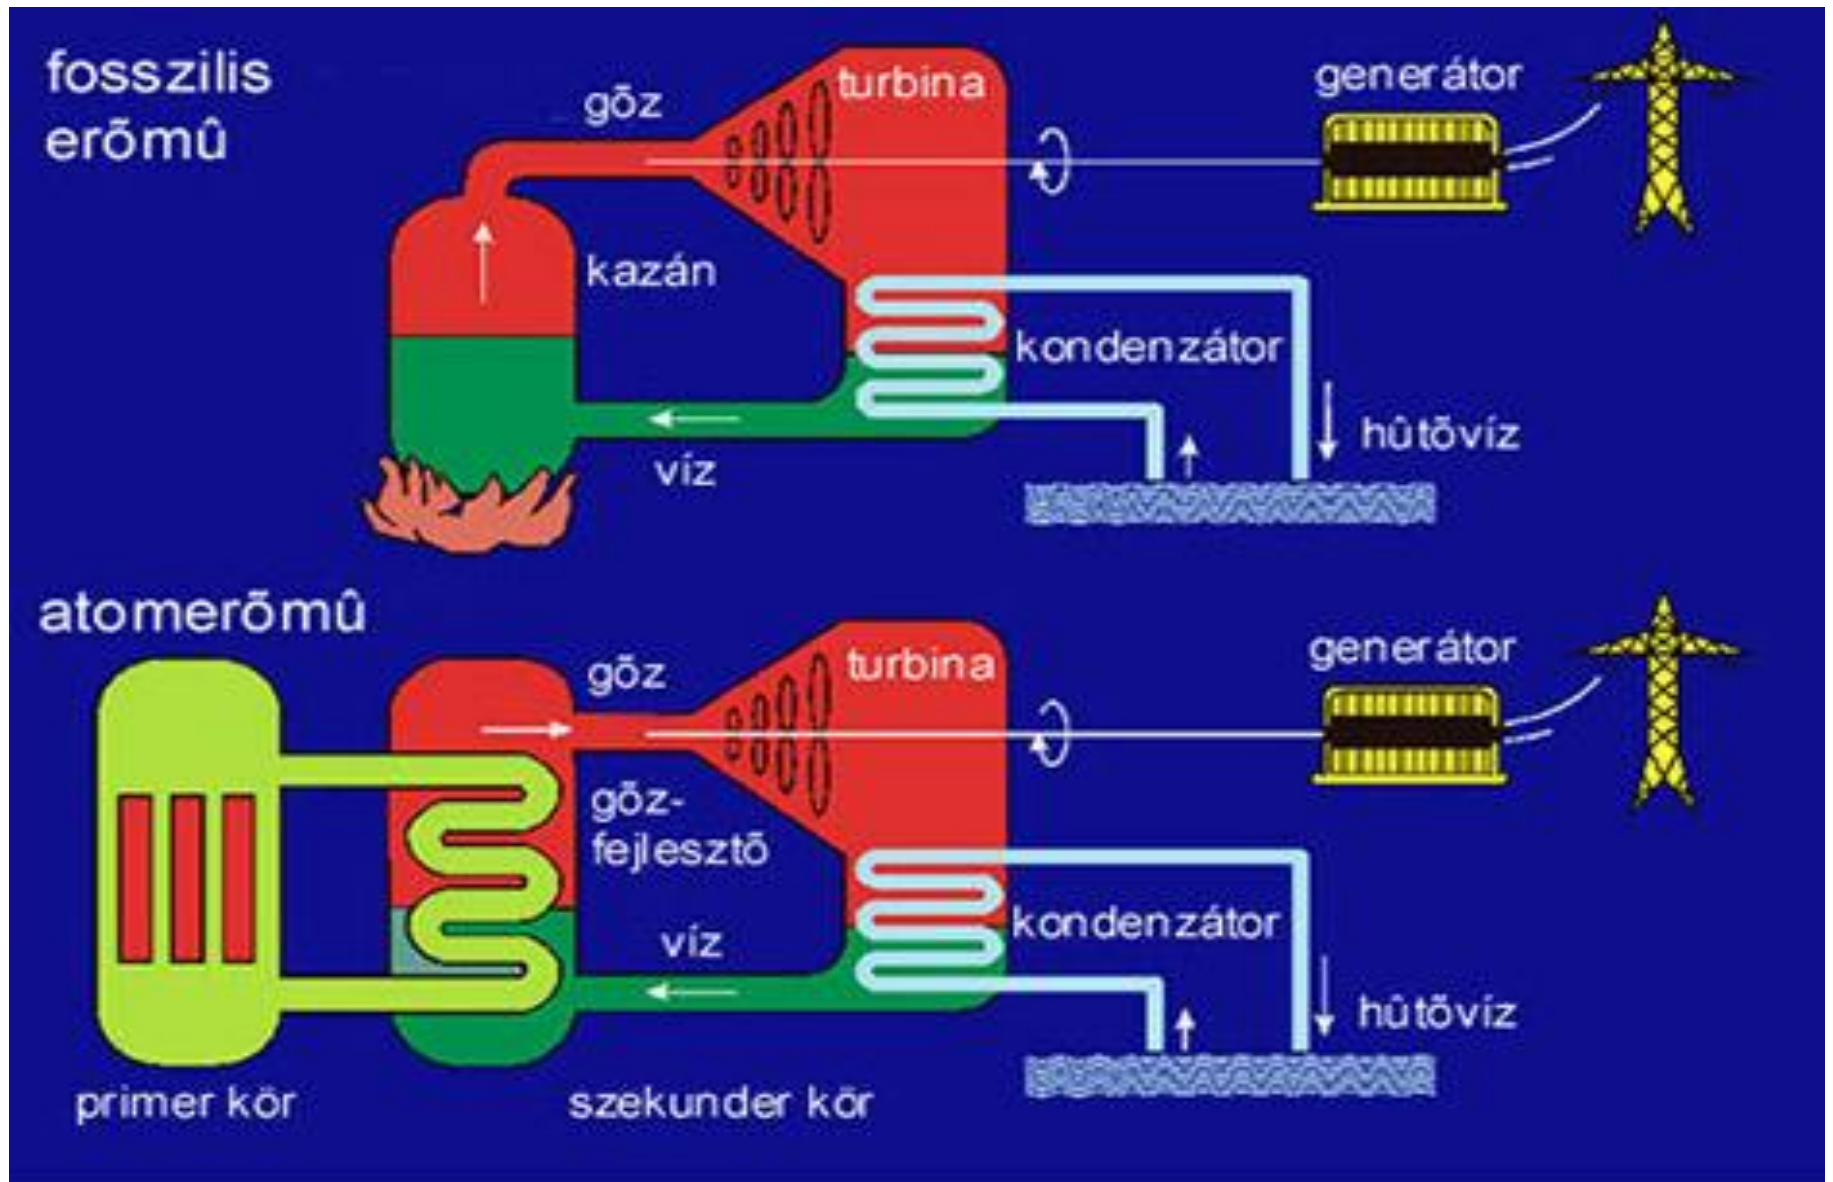 fosszilis
erõmû
gõz
turbina
generátor
kazán
kondenzátor
hûtõvíz
víz
atomerõmû
gõz
turbina
generátor
gõz-
fejlesztõ
kondenzátor
víz
hûtõvíz
primer kör
szekunder kör